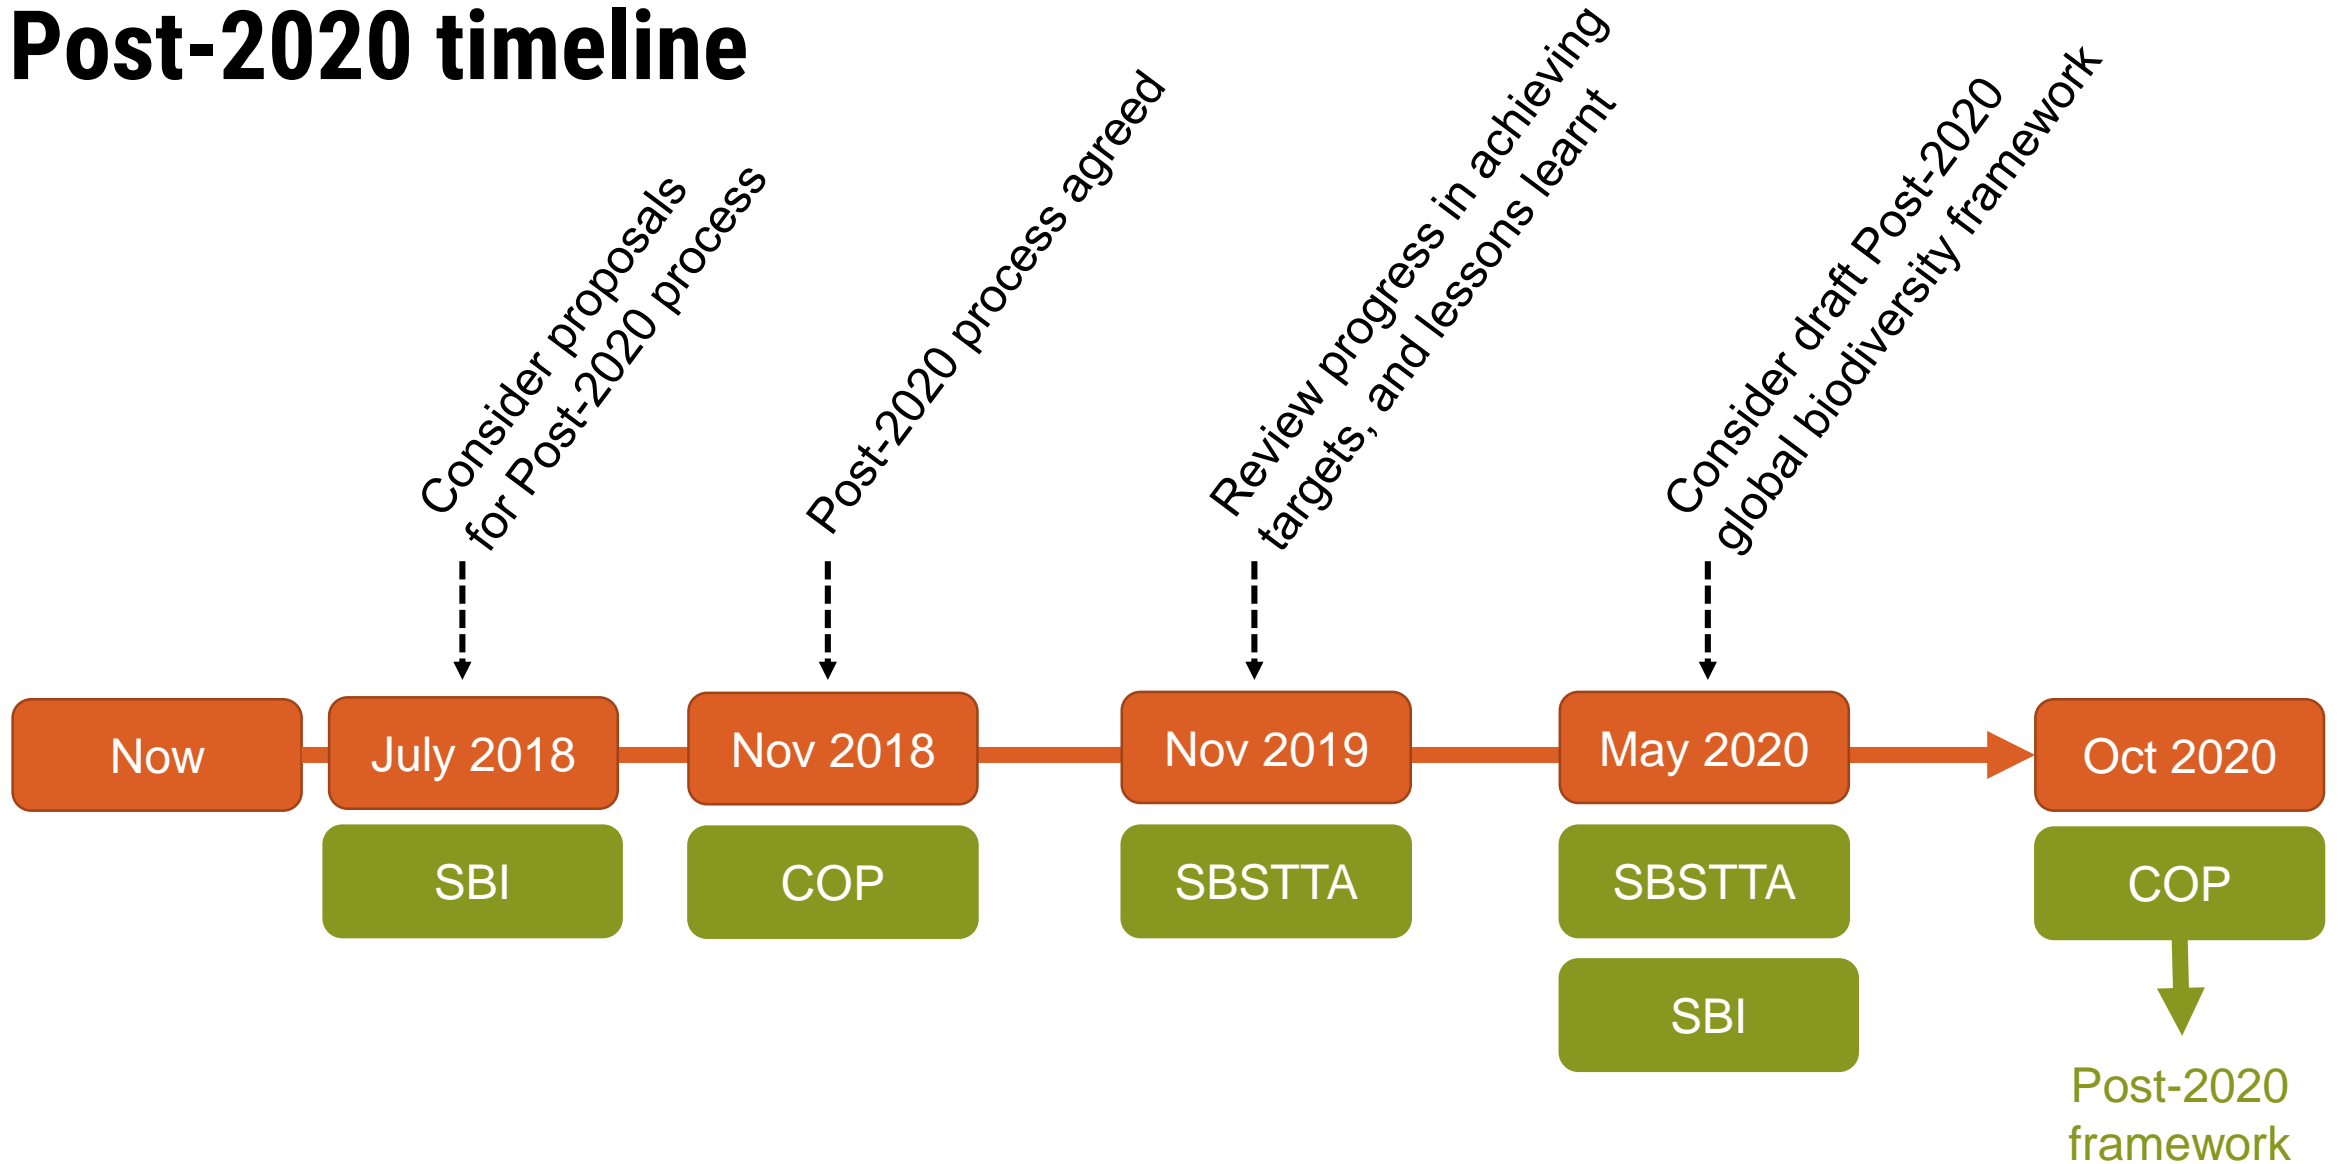 Post-2020 timeline
Consider proposals
for Post-2020 process
Post-2020 process agreed
Review progress in achieving
targets, and lessons learnt
Consider draft Post-2020
global biodiversity framework
Now
July 2018
Nov 2018
Nov 2019
May 2020
Oct 2020
SBI
COP
SBSTTA
SBSTTA
COP
SBI
Post-2020
framework